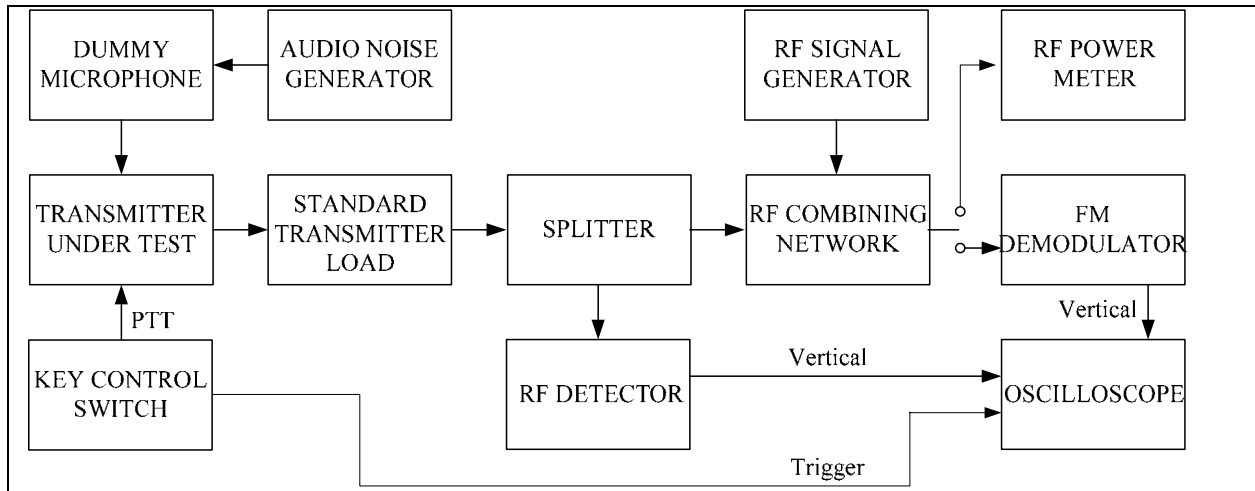 DUMMY
MICROPHONE
AUDIO NOISE
GENERATOR
RF SIGNAL
GENERATOR
RF POWER
METER
TRANSMITTER
UNDER TEST
STANDARD
TRANSMITTER
LOAD
SPLITTER
RF COMBINING
NETWORK
FM
DEMODULATOR
PTT
Vertical
KEY CONTROL
SWITCH
RF DETECTOR
Vertical
OSCILLOSCOPE
Trigger